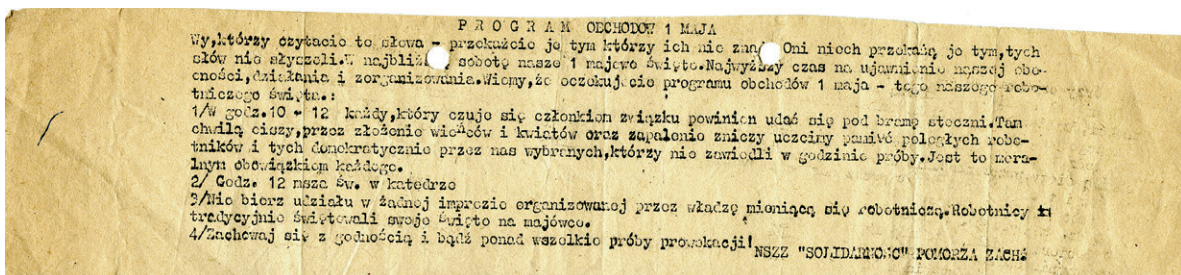 P R O G R A M OBCHODÓW 1 MAJA
Wy,którzy czytacie te słowa - przekażcie je tym którzy ich nie zna Oni niech przekażą je tym,tych
słów nie słyszeli.W najbliż sobotę nasze 1 majowe święto.Najwyższy czas na ujawnienie naszej obe-
cności,działania i zorganizowania.Wiemy,że oczekujecie programu obchodów 1 maja - tego naszego robo-
tniczego święta.:
1/W godz.10 - 12 każdy,który czuje się członkiem związku powinien udać się pod bramę stoczni.Tam
chwilą ciszy,przez złożenie wieńców i kwiatów oraz zapalenie zniczy uczcimy pamięć poległych robo-
tników i tych demokratycznie przez nas wybranych,którzy nie zawiedli w godzinie próby.Jest to mora-
lnym obowiązkiem każdego.
2/ Godz. 12 msza św. w katedrze
3/Nie bierz udziału w żadnej imprezie organizowanej przez władzę mieniącą się robotniczą.Robotnicy
tradycyjnie świętowali swoje święto na majówce.
4/Zachowaj się z godnością i bądź ponad wszelkie próby prowokacji!
NSZZ "SOLIDARNOŚĆ" POMORZA ZACH.